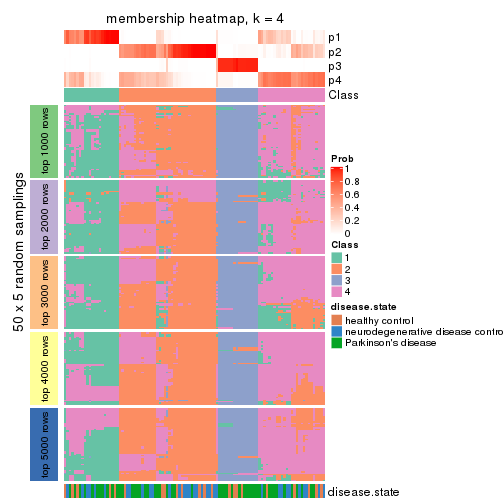 membership heatmap, k = 4
p1
p2
p3
p4
Class
50 x 5 random samplings
top 1000 rows
top 2000 rows
top 3000 rows
top 4000 rows
top 5000 rows
Prob
1
0.8
0.6
0.4
0.2
0
Class
1
2
3
4
disease.state
healthy control
neurodegenerative disease contro
Parkinson's disease
disease.state